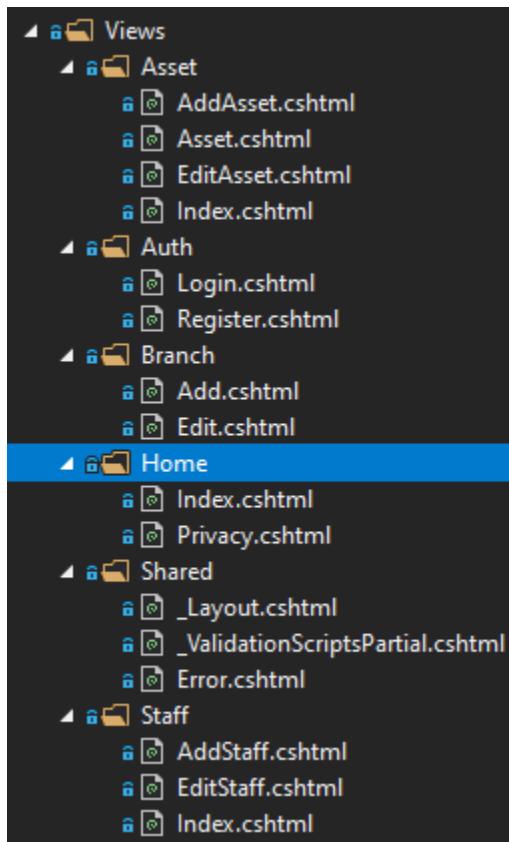 Views
Asset
AddAsset.cshtml
Asset.cshtml
EditAsset.cshtml
Index.cshtml
Auth
Login.cshtml
Register.cshtml
Branch
Add.cshtml
Edit.cshtml
Home
Index.cshtml
Privacy.cshtml
Shared
_Layout.cshtml
_ValidationScriptsPartial.cshtml
Error.cshtml
Staff
AddStaff.cshtml
EditStaff.cshtml
Index.cshtml